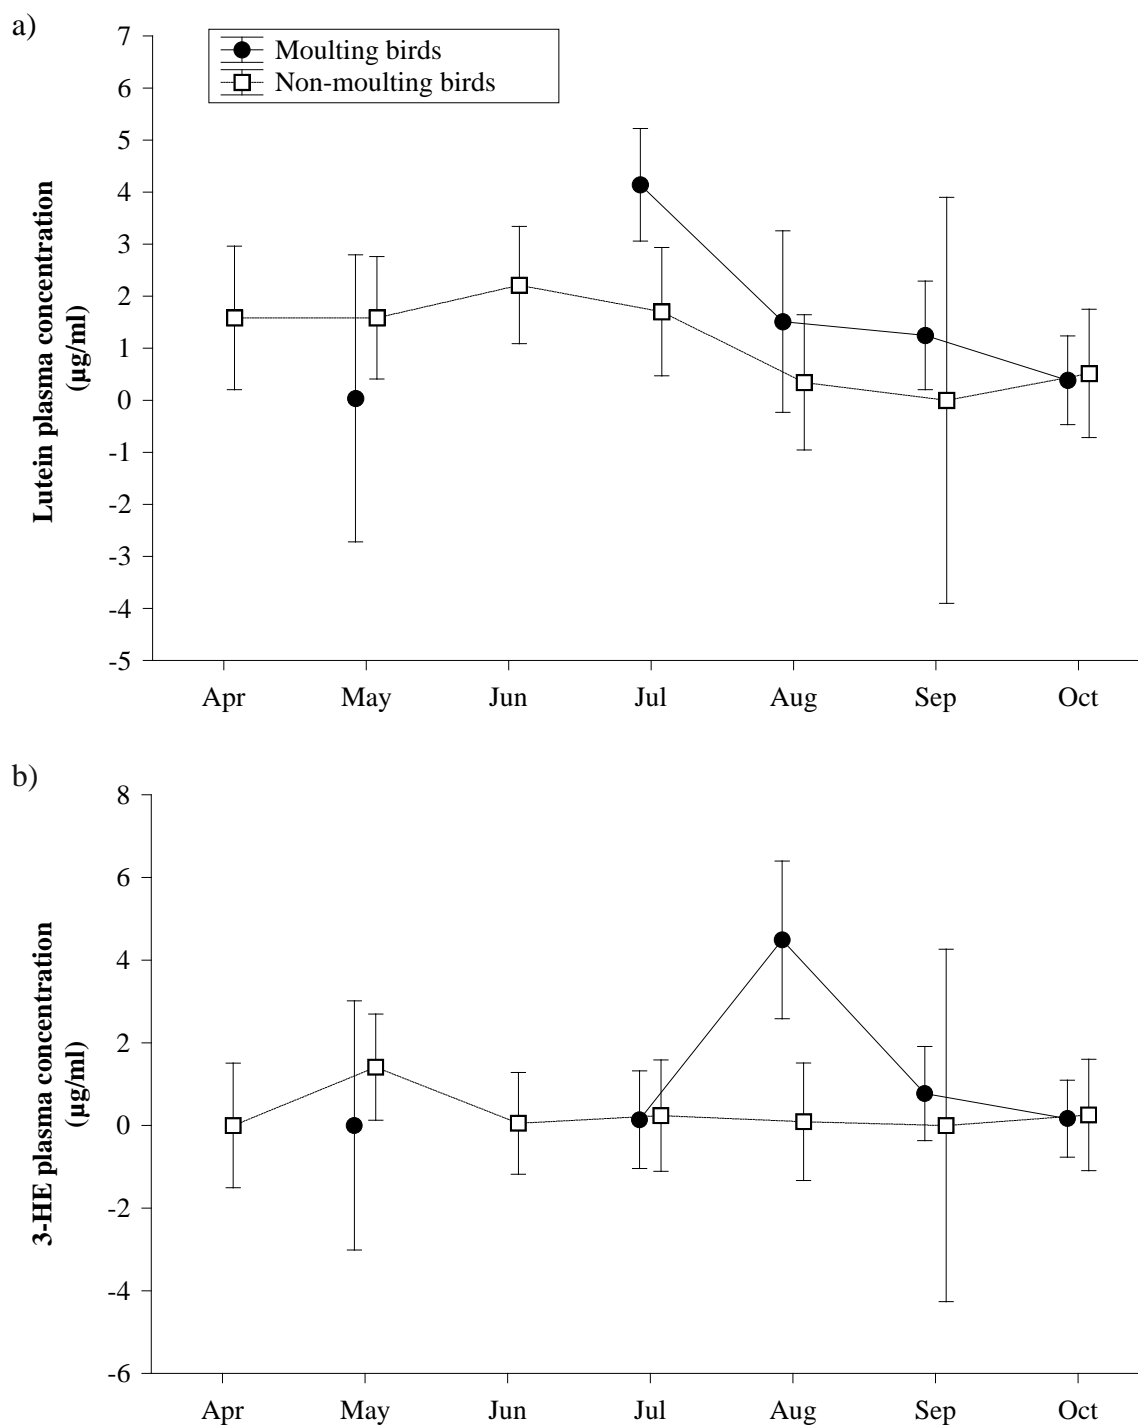 a)
7
6
5
4
3
2
1
0
-1
-2
-3
-4
-5
Lutein plasma concentration
(µg/ml)
Moulting birds
Non-moulting birds
Apr May Jun Jul Aug Sep Oct
b)
8
6
4
2
0
-2
-4
-6
3-HE plasma concentration
(µg/ml)
Apr May Jun Jul Aug Sep Oct